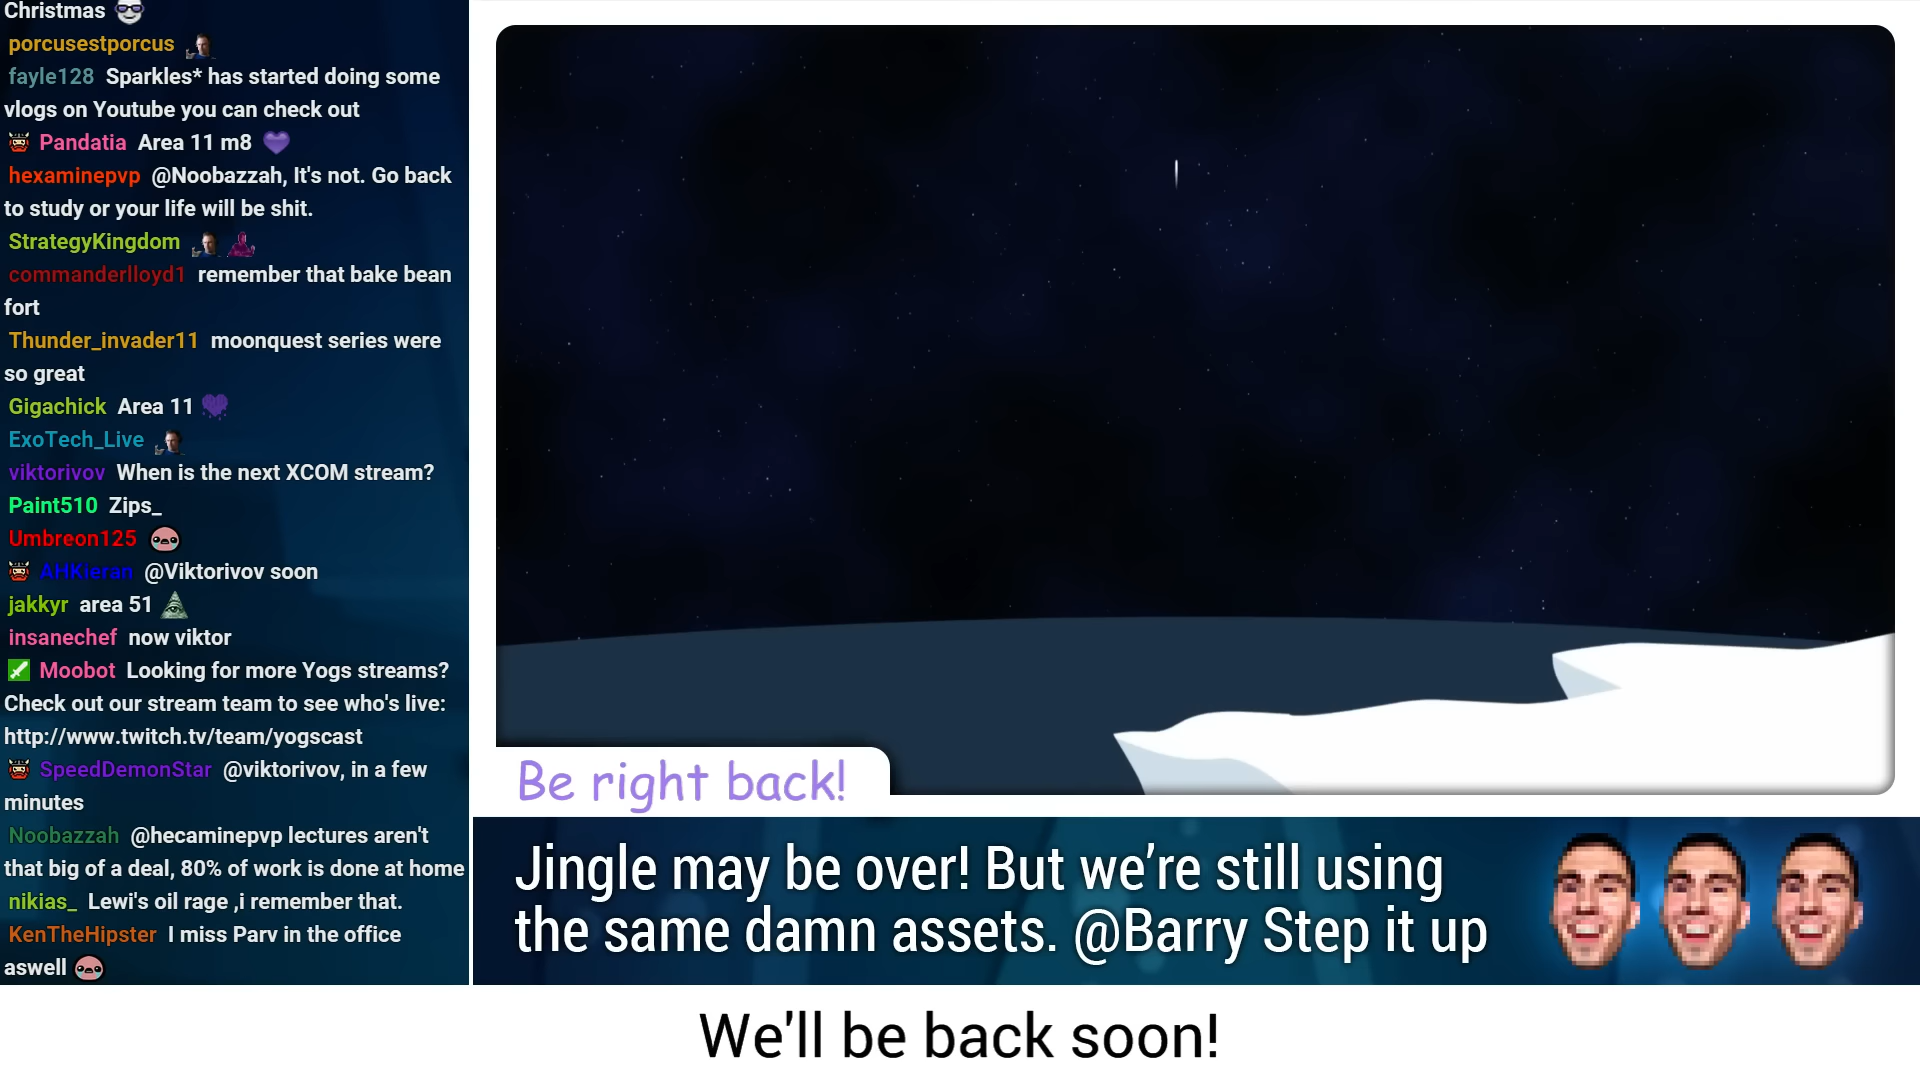 Christmas
porcusestporcus
fayle128 Sparkles* has started doing some
vlogs on Youtube you can check out
Pandatia Area 11 m8
hexaminepvp @Noobazzah, It's not. Go back
to study or your life will be shit.
StrategyKingdom
commanderlloyd1 remember that bake bean
fort
Thunder_invader11 moonquest series were
so great
Gigachick Area 11
ExoTech_Live
viktorivov When is the next XCOM stream?
Paint510 Zips_
Umbreon125
AHKieran @Viktorivov soon
jakkyr area 51
insanechef now viktor
Moobot Looking for more Yogs streams?
Check out our stream team to see who's live:
http://www.twitch.tv/team/yogscast
SpeedDemonStar @viktorivov, in a few
minutes
Noobazzah @hecaminepvp lectures aren't
that big of a deal, 80% of work is done at home
nikias_ Lewi's oil rage ,i remember that.
KenTheHipster I miss Parv in the office
aswell
Be right back!
Jingle may be over! But we’re still using
the same damn assets. @Barry Step it up
We'll be back soon!